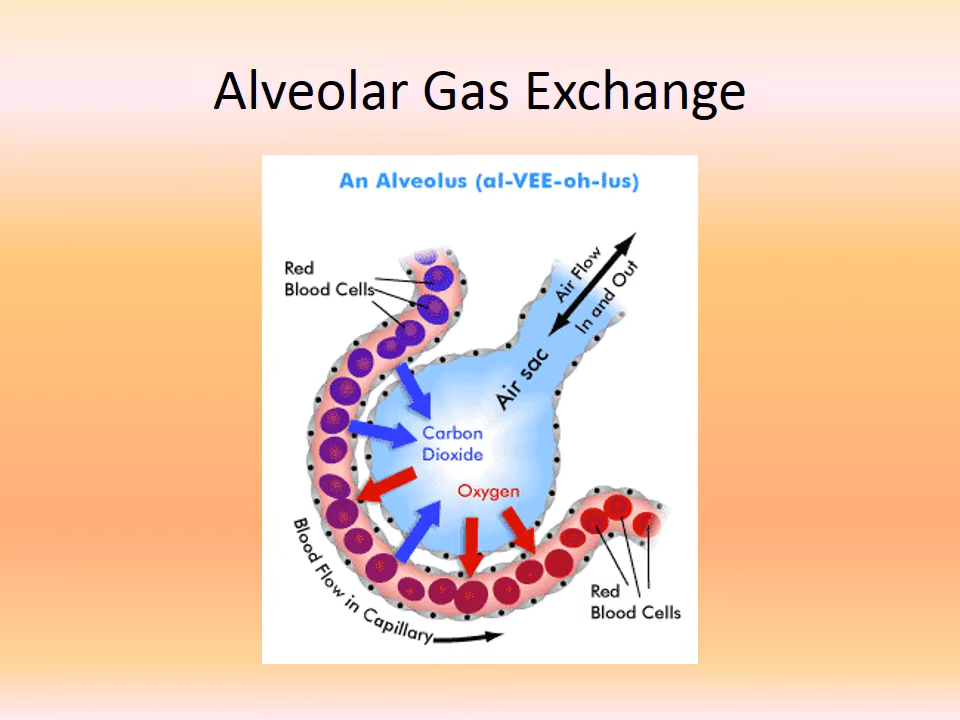 Alveolar Gas Exchange
An Alveolus (al-VEE-oh-lus)
Red
Blood Cells
Air Flow
In and Out
Air sac
Carbon
Dioxide
Oxygen
Blood Flow in Capillary
Red
Blood Cells